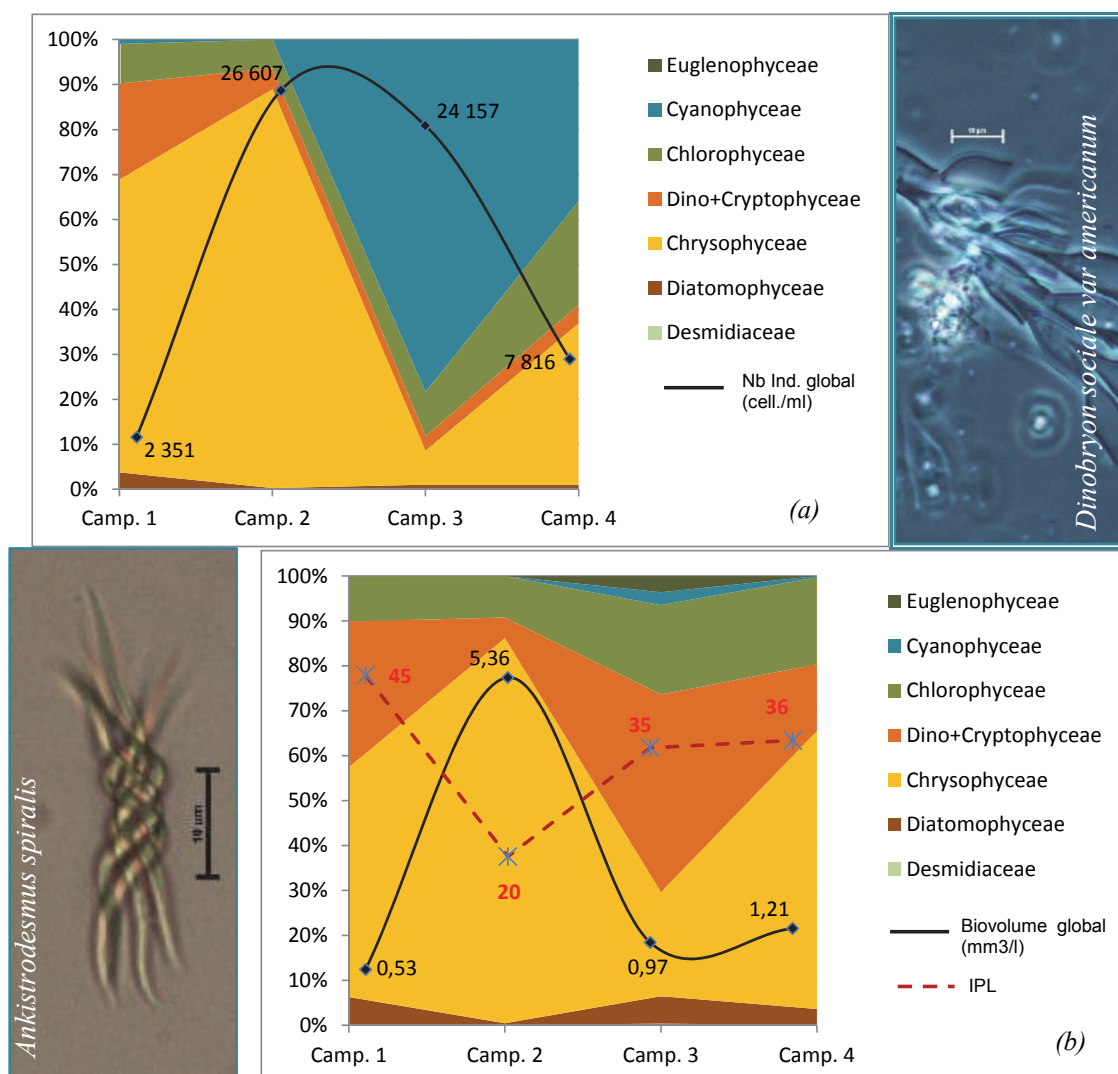 100%
90%
80%
70%
60%
50%
40%
30%
20%
10%
0%
26 607
24 157
7 816
2 351
Camp. 1
Camp. 2
Camp. 3
Camp. 4
Euglenophyceae
Cyanophyceae
Chlorophyceae
Dino+Cryptophyceae
Chrysophyceae
Diatomophyceae
Desmidiaceae
Nb Ind. global
(cell./ml)
(a)
10 µm
Dinobryon sociale var americanum
Ankistrodesmus spiralis
10 µm
100%
90%
80%
70%
60%
50%
40%
30%
20%
10%
0%
45
5,36
35
36
20
1,21
0,53
0,97
Camp. 1
Camp. 2
Camp. 3
Camp. 4
Euglenophyceae
Cyanophyceae
Chlorophyceae
Dino+Cryptophyceae
Chrysophyceae
Diatomophyceae
Desmidiaceae
Biovolume global
(mm3/l)
IPL
(b)